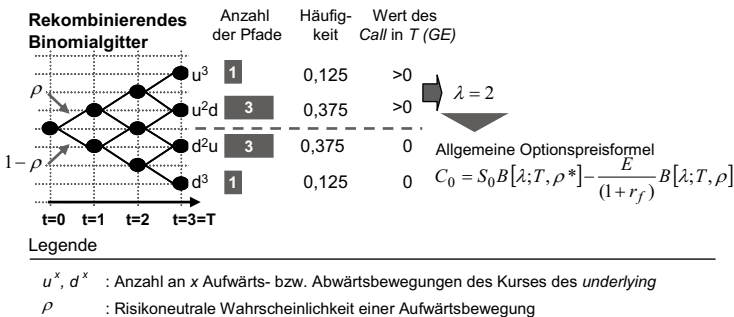 Rekombinierendes Binomialgitter
Anzahl der Pfade
Häufig-keit
Wert des Call in T (GE)
u³ 1 0,125 >0
ρ
u²d 3 0,375 >0
λ = 2
d²u 3 0,375 0
1−ρ
d³ 1 0,125 0
Allgemeine Optionspreisformel
C₀ = S₀B[λ;T,ρ*] − E/(1+r_f) B[λ;T,ρ]
t=0 t=1 t=2 t=3=T
Legende
uˣ, dˣ : Anzahl an x Aufwärts- bzw. Abwärtsbewegungen des Kurses des underlying
ρ : Risikoneutrale Wahrscheinlichkeit einer Aufwärtsbewegung